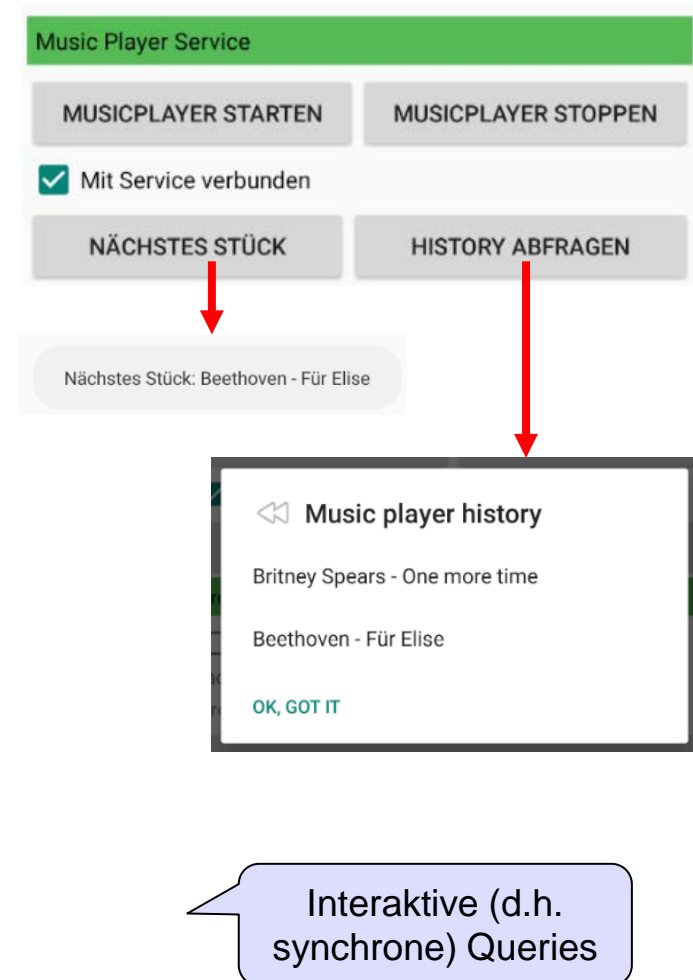 Music Player Service
MUSICPLAYER STARTEN
MUSICPLAYER STOPPEN
Mit Service verbunden
NÄCHSTES STÜCK
HISTORY ABFRAGEN
Nächstes Stück: Beethoven - Für Elise
Music player history
Britney Spears - One more time
Beethoven - Für Elise
OK, GOT IT
Interaktive (d.h.
synchrone) Queries